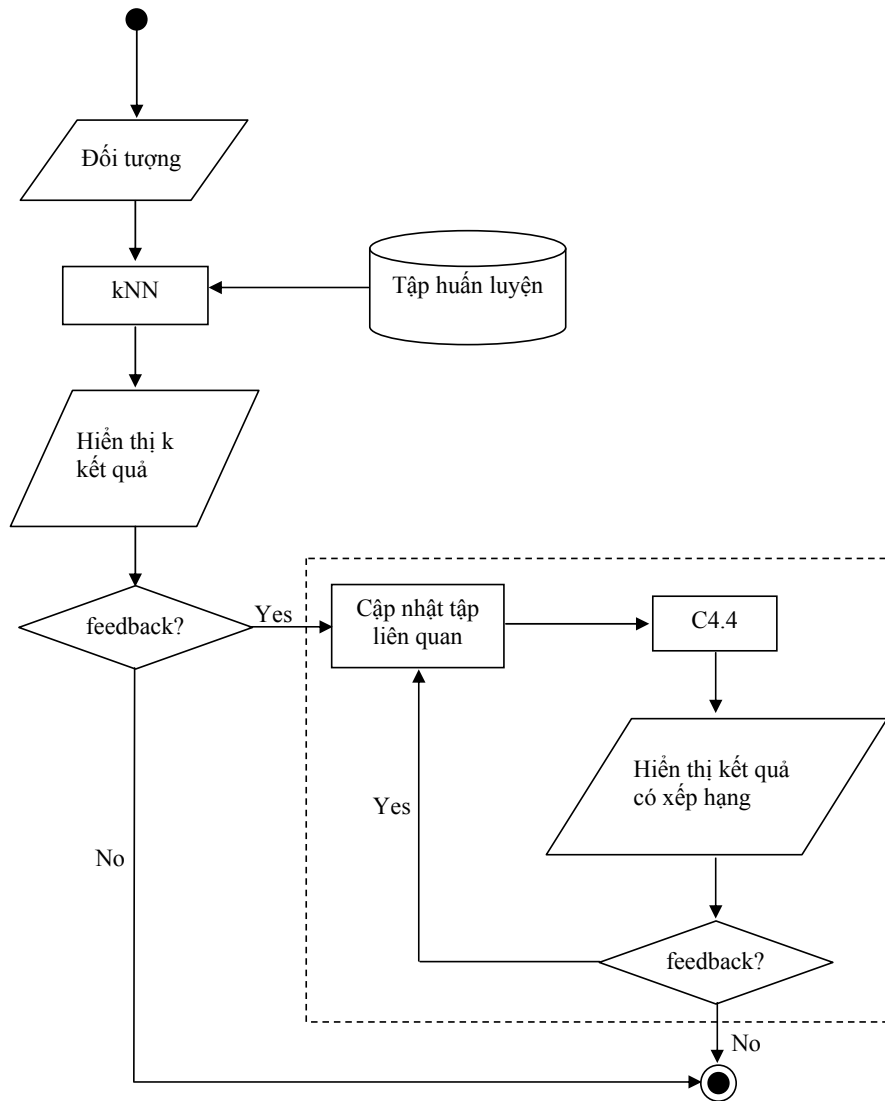 Đối tượng
kNN
Tập huấn luyện
Hiển thị k
kết quả
feedback?
Yes
Cập nhật tập
liên quan
C4.4
Hiển thị kết quả
có xếp hạng
Yes
No
feedback?
No